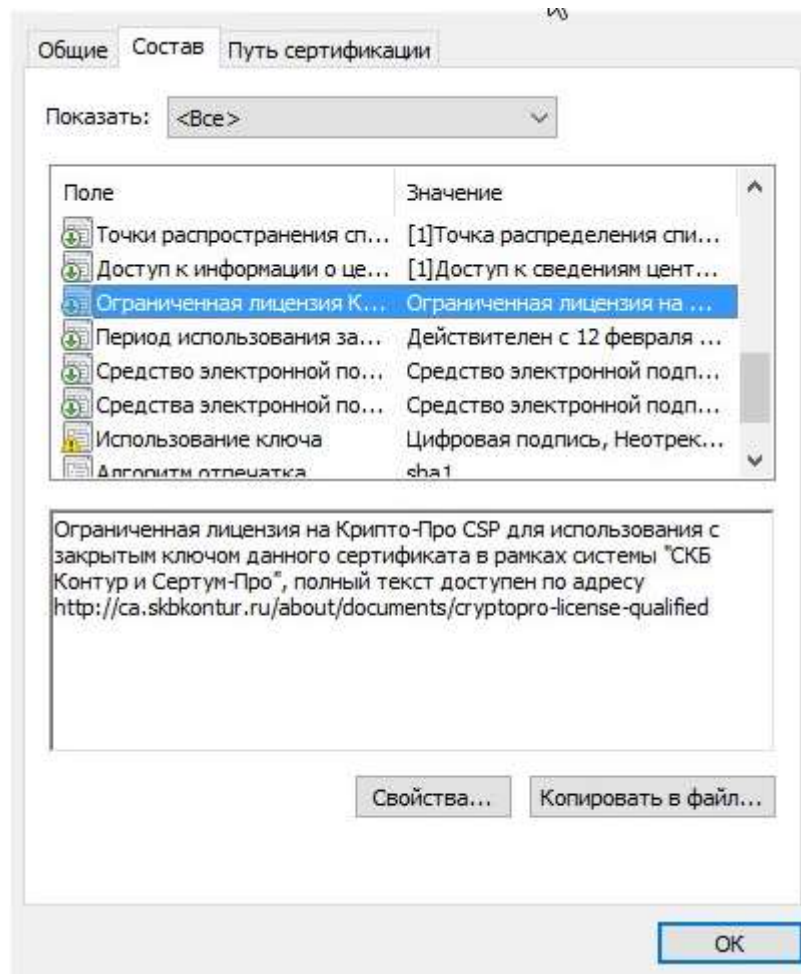 Общие Состав Путь сертификации
Показать: <Все>
Поле Значение
Точки распространения сп... [1]Точка распределения спи...
Доступ к информации о це... [1]Доступ к сведениям цент...
Ограниченная лицензия К... Ограниченная лицензия на ...
Период использования за... Действителен с 12 февраля ...
Средство электронной по... Средство электронной подп...
Средства электронной по... Средство электронной подп...
Использование ключа Цифровая подпись, Неотрек...
Алгоритм отпечатка sha1
Ограниченная лицензия на Крипто-Про CSP для использования с
закрытым ключом данного сертификата в рамках системы "СКБ
Контур и Сертум-Про", полный текст доступен по адресу
http://ca.skbkontur.ru/about/documents/cryptopro-license-qualified
Свойства... Копировать в файл...
ОК